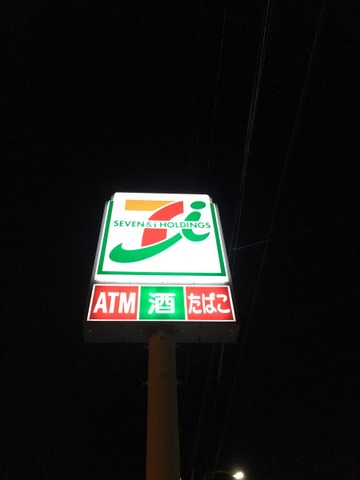 SEVEN & i HOLDINGS
ATM 酒 たばこ